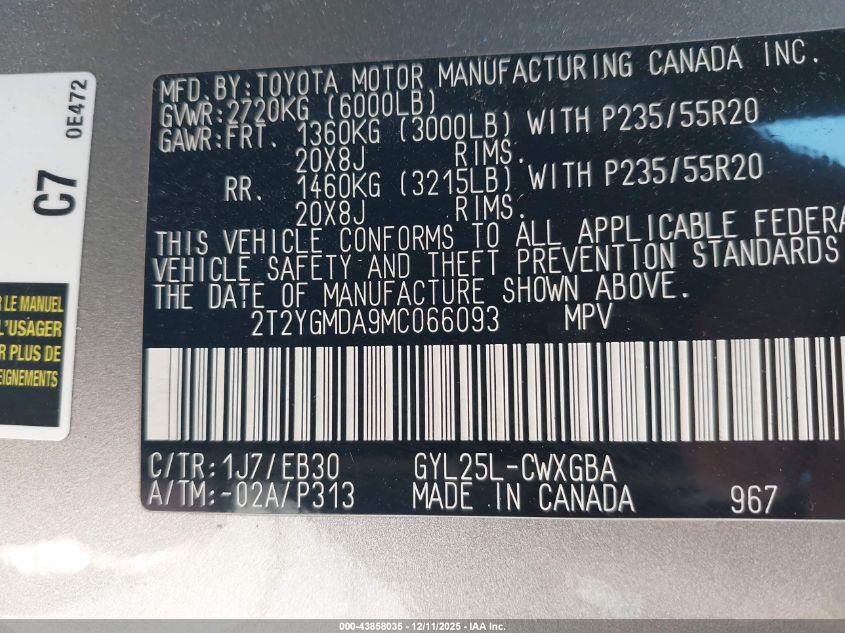 MFD. BY:TOYOTA MOTOR MANUFACTURING CANADA INC.
GVWR:2720KG (6000LB)
GAWR:FRT. 1360KG (3000LB) WITH P235/55R20
20X8J RIMS.
RR. 1460KG (3215LB) WITH P235/55R20
20X8J RIMS.
THIS VEHICLE CONFORMS TO ALL APPLICABLE FEDERA
VEHICLE SAFETY AND THEFT PREVENTION STANDARDS
THE DATE OF MANUFACTURE SHOWN ABOVE.
2T2YGMDA9MC066093 MPV
C/TR:1J7/EB30 GYL25L-CWXGBA
A/TM:-02A/P313 MADE IN CANADA 967
C7
0E472
R LE MANUEL
L'USAGER
R PLUS DE
EIGNEMENTS
000-43858035 - 12/11/2025 - IAA Inc.